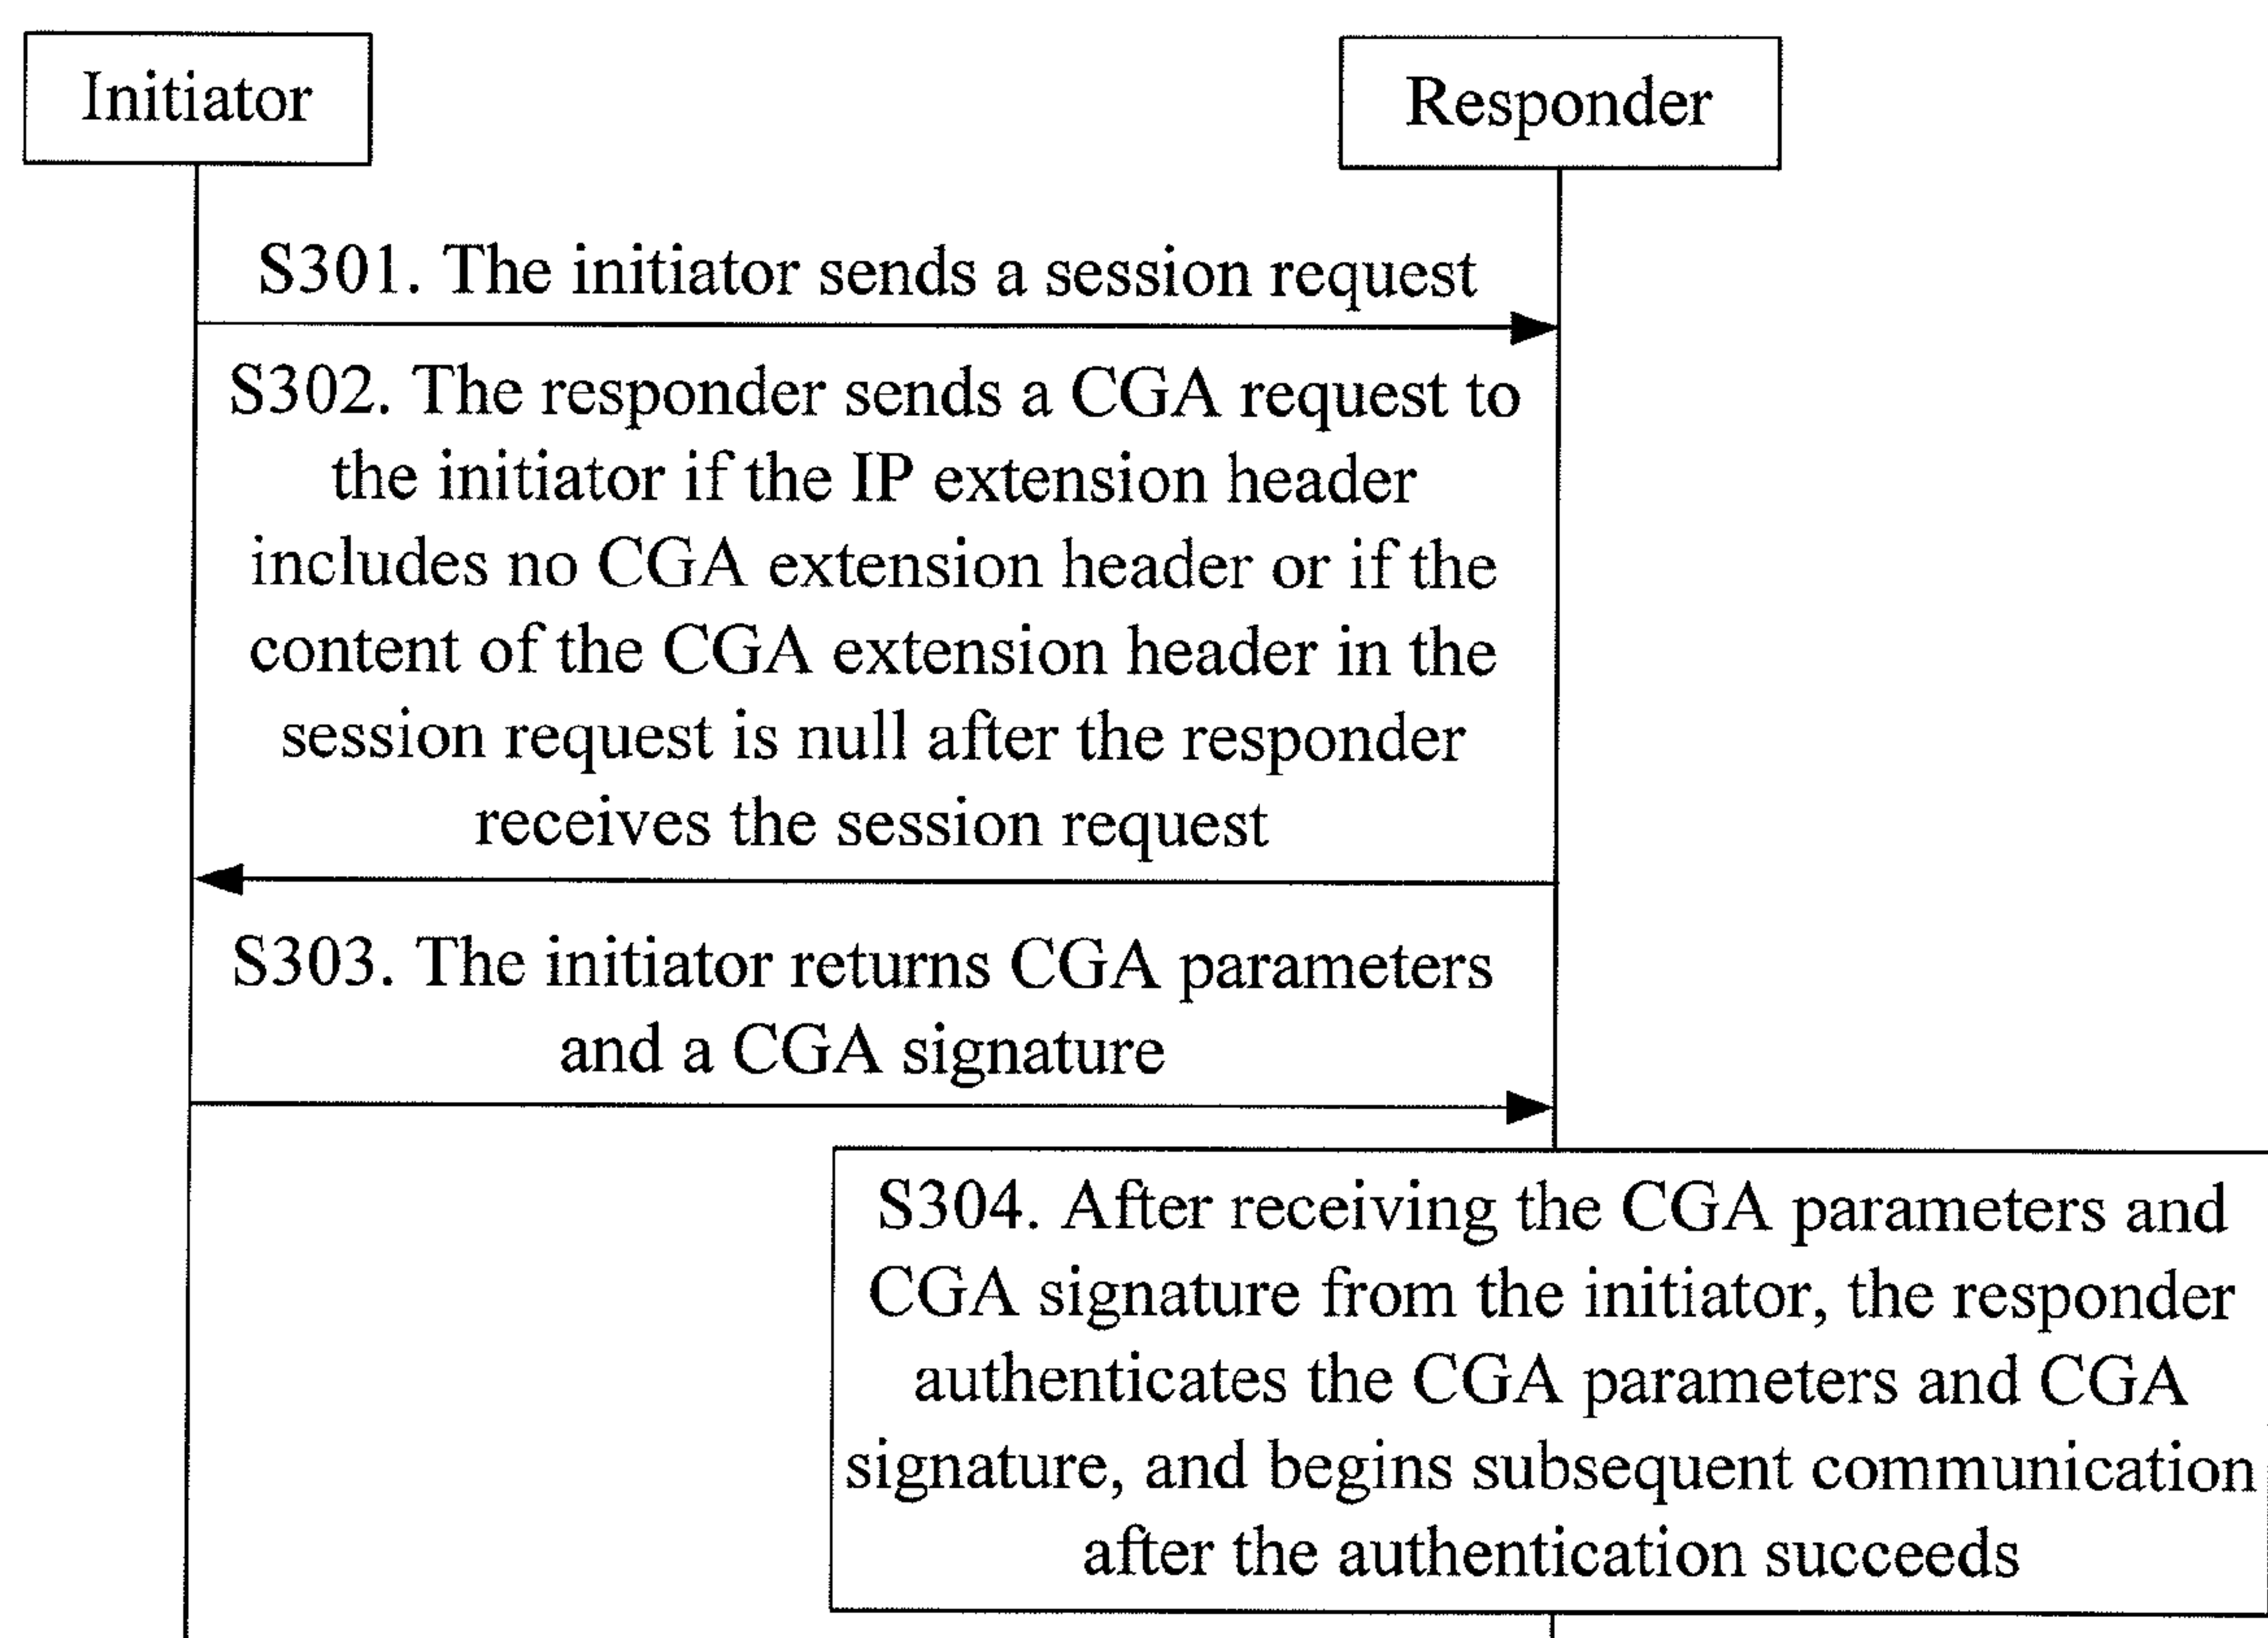 Initiator
Responder
S301. The initiator sends a session request
S302. The responder sends a CGA request to
the initiator if the IP extension header
includes no CGA extension header or if the
content of the CGA extension header in the
session request is null after the responder
receives the session request
S303. The initiator returns CGA parameters
and a CGA signature
S304. After receiving the CGA parameters and
CGA signature from the initiator, the responder
authenticates the CGA parameters and CGA
signature, and begins subsequent communication
after the authentication succeeds